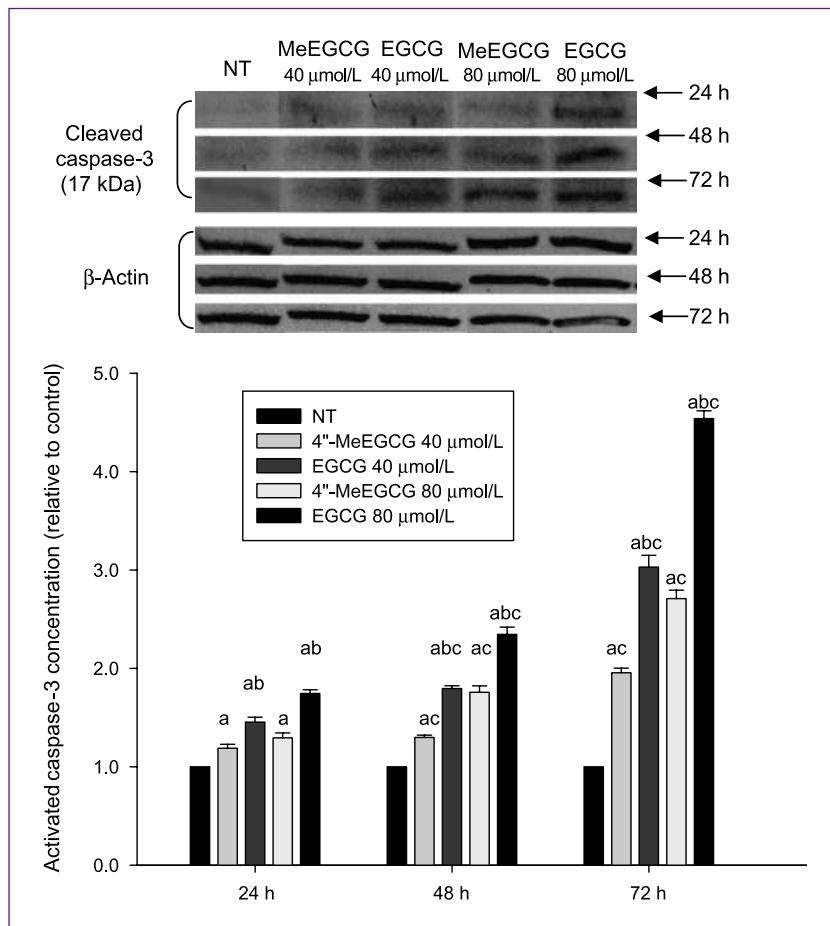 NT
MeEGCG
40 μmol/L
EGCG
40 μmol/L
MeEGCG
80 μmol/L
EGCG
80 μmol/L
Cleaved
caspase-3
(17 kDa)
24 h
48 h
72 h
β-Actin
24 h
48 h
72 h
Activated caspase-3 concentration (relative to control)
5.0
4.0
3.0
2.0
1.0
0.0
NT
4"-MeEGCG 40 μmol/L
EGCG 40 μmol/L
4"-MeEGCG 80 μmol/L
EGCG 80 μmol/L
a
ab
a
ab
ac
abc
ac
abc
ac
abc
ac
abc
24 h
48 h
72 h